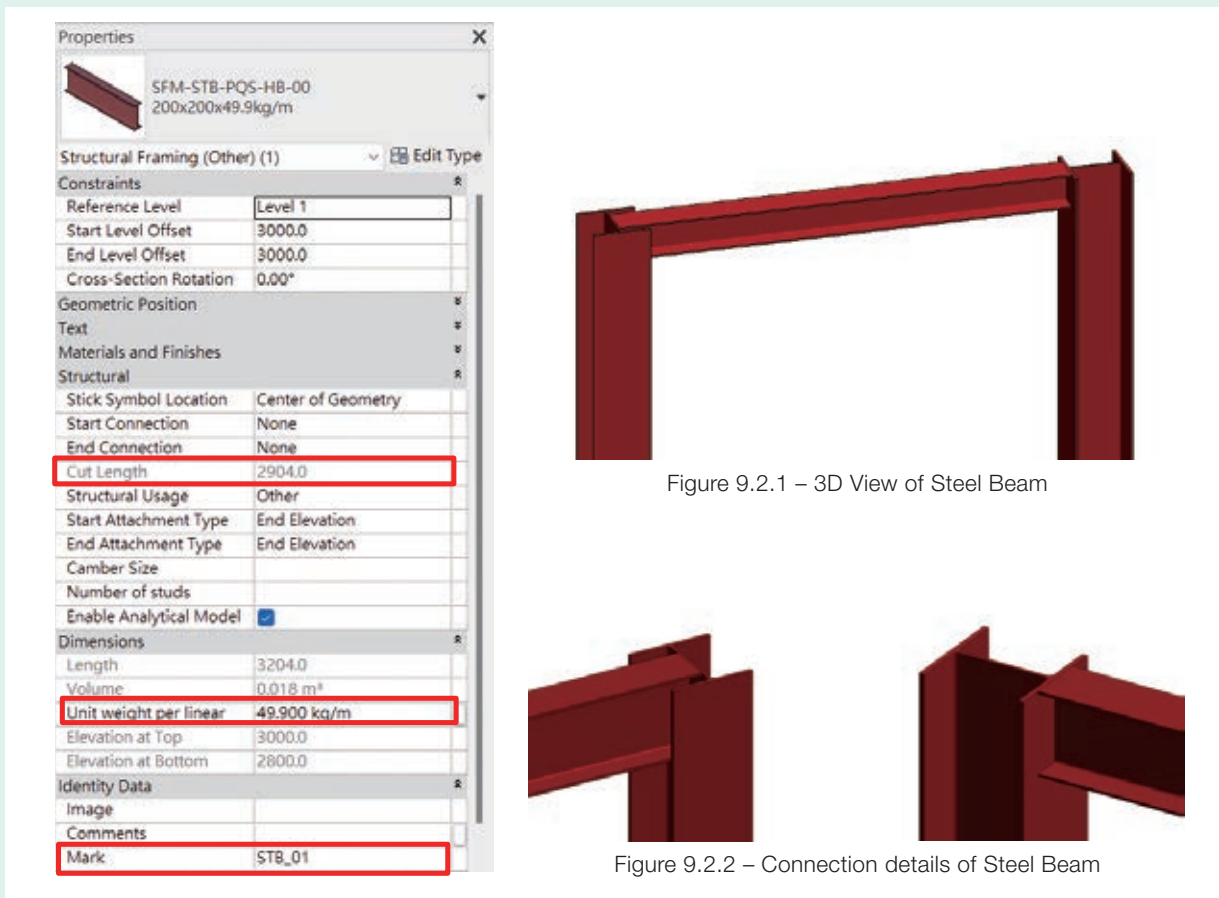 Properties
SFM-STB-PQS-HB-00
200x200x49.9kg/m
Structural Framing (Other) (1) Edit Type
Constraints
Reference Level Level 1
Start Level Offset 3000.0
End Level Offset 3000.0
Cross-Section Rotation 0.00°
Geometric Position
Text
Materials and Finishes
Structural
Stick Symbol Location Center of Geometry
Start Connection None
End Connection None
Cut Length 2904.0
Structural Usage Other
Start Attachment Type End Elevation
End Attachment Type End Elevation
Camber Size
Number of studs
Enable Analytical Model
Dimensions
Length 3204.0
Volume 0.018 m³
Unit weight per linear 49.900 kg/m
Elevation at Top 3000.0
Elevation at Bottom 2800.0
Identity Data
Image
Comments
Mark STB_01
Figure 9.2.1 – 3D View of Steel Beam
Figure 9.2.2 – Connection details of Steel Beam